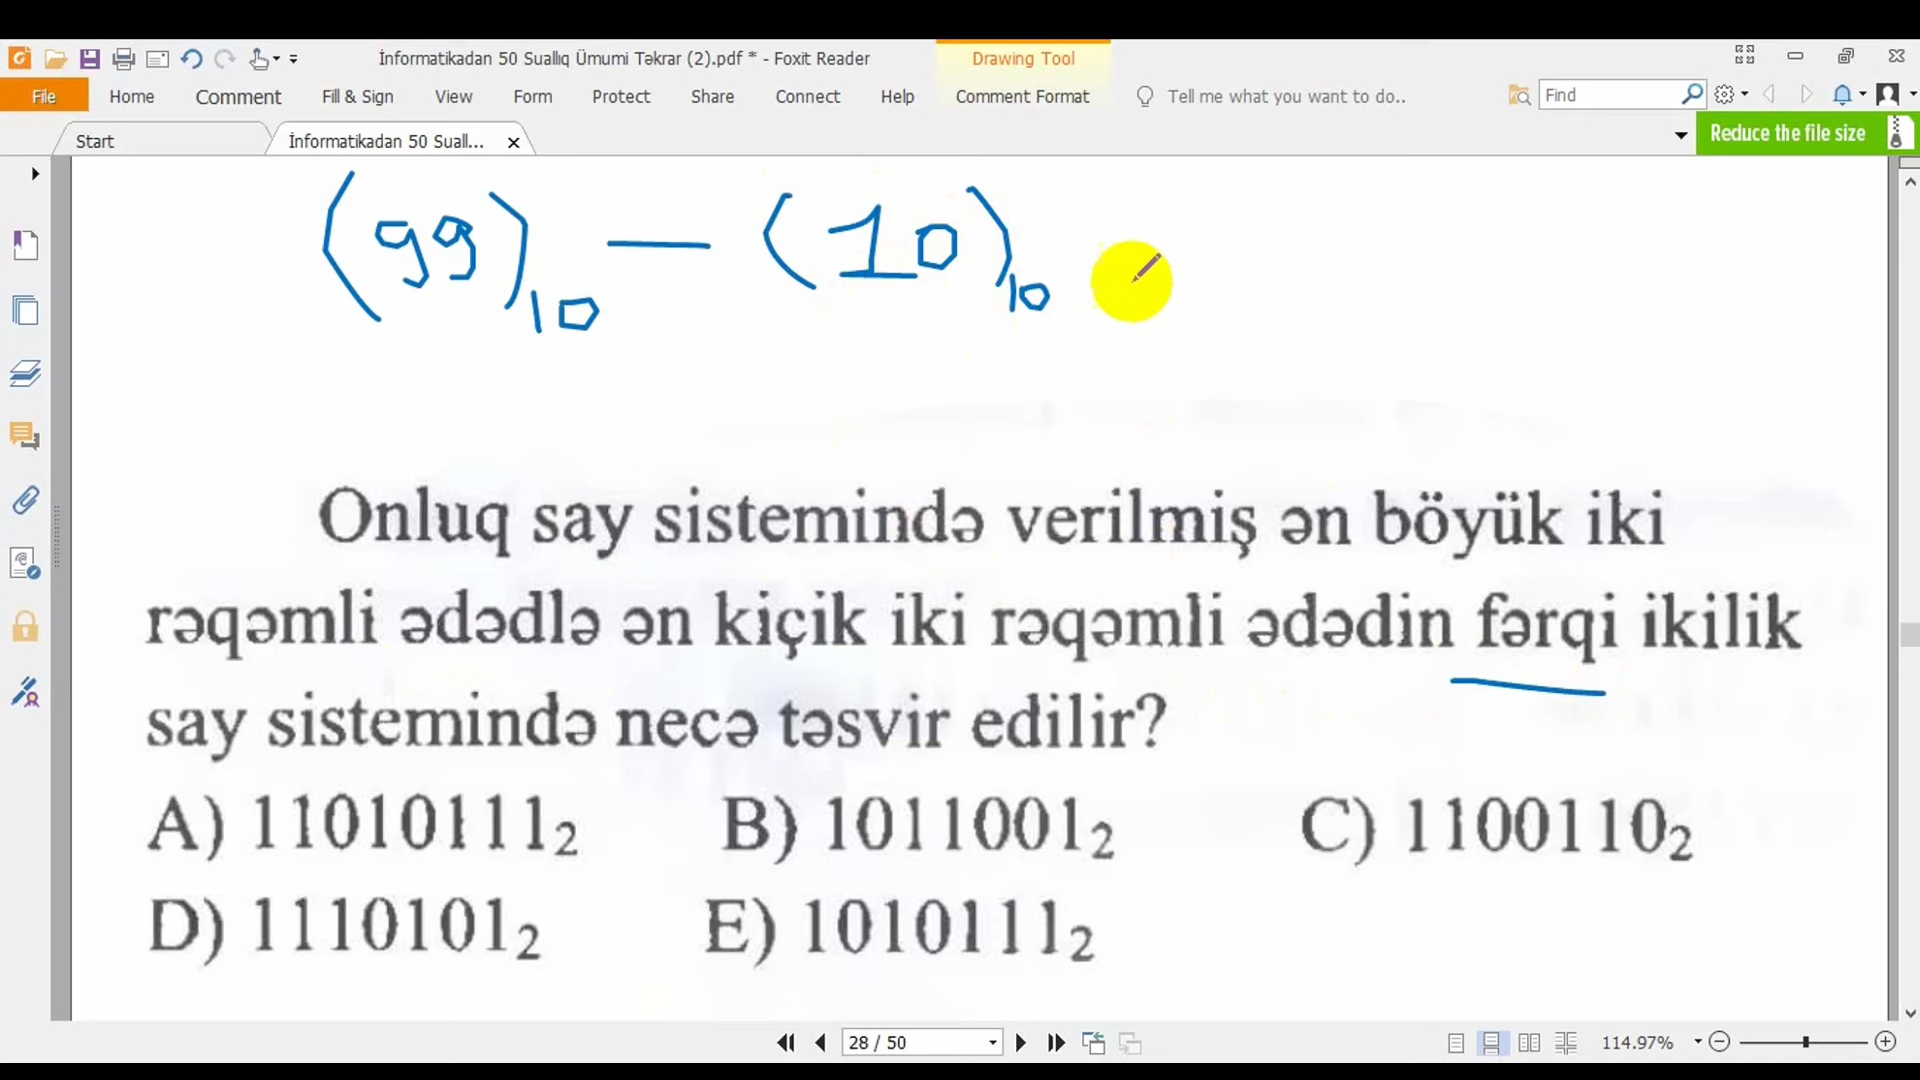 İnformatikadan 50 Suallıq Ümumi Təkrar (2).pdf * - Foxit Reader
Drawing Tool
File Home Comment Fill & Sign View Form Protect Share Connect Help Comment Format Tell me what you want to do.. Find
Start İnformatikadan 50 Suall... Reduce the file size
(99)10 — (10)10
Onluq say sistemində verilmiş ən böyük iki
rəqəmli ədədlə ən kiçik iki rəqəmli ədədin fərqi ikilik
say sistemində necə təsvir edilir?
A) 11010111₂ B) 1011001₂ C) 1100110₂
D) 1110101₂ E) 1010111₂
28 / 50 114.97%